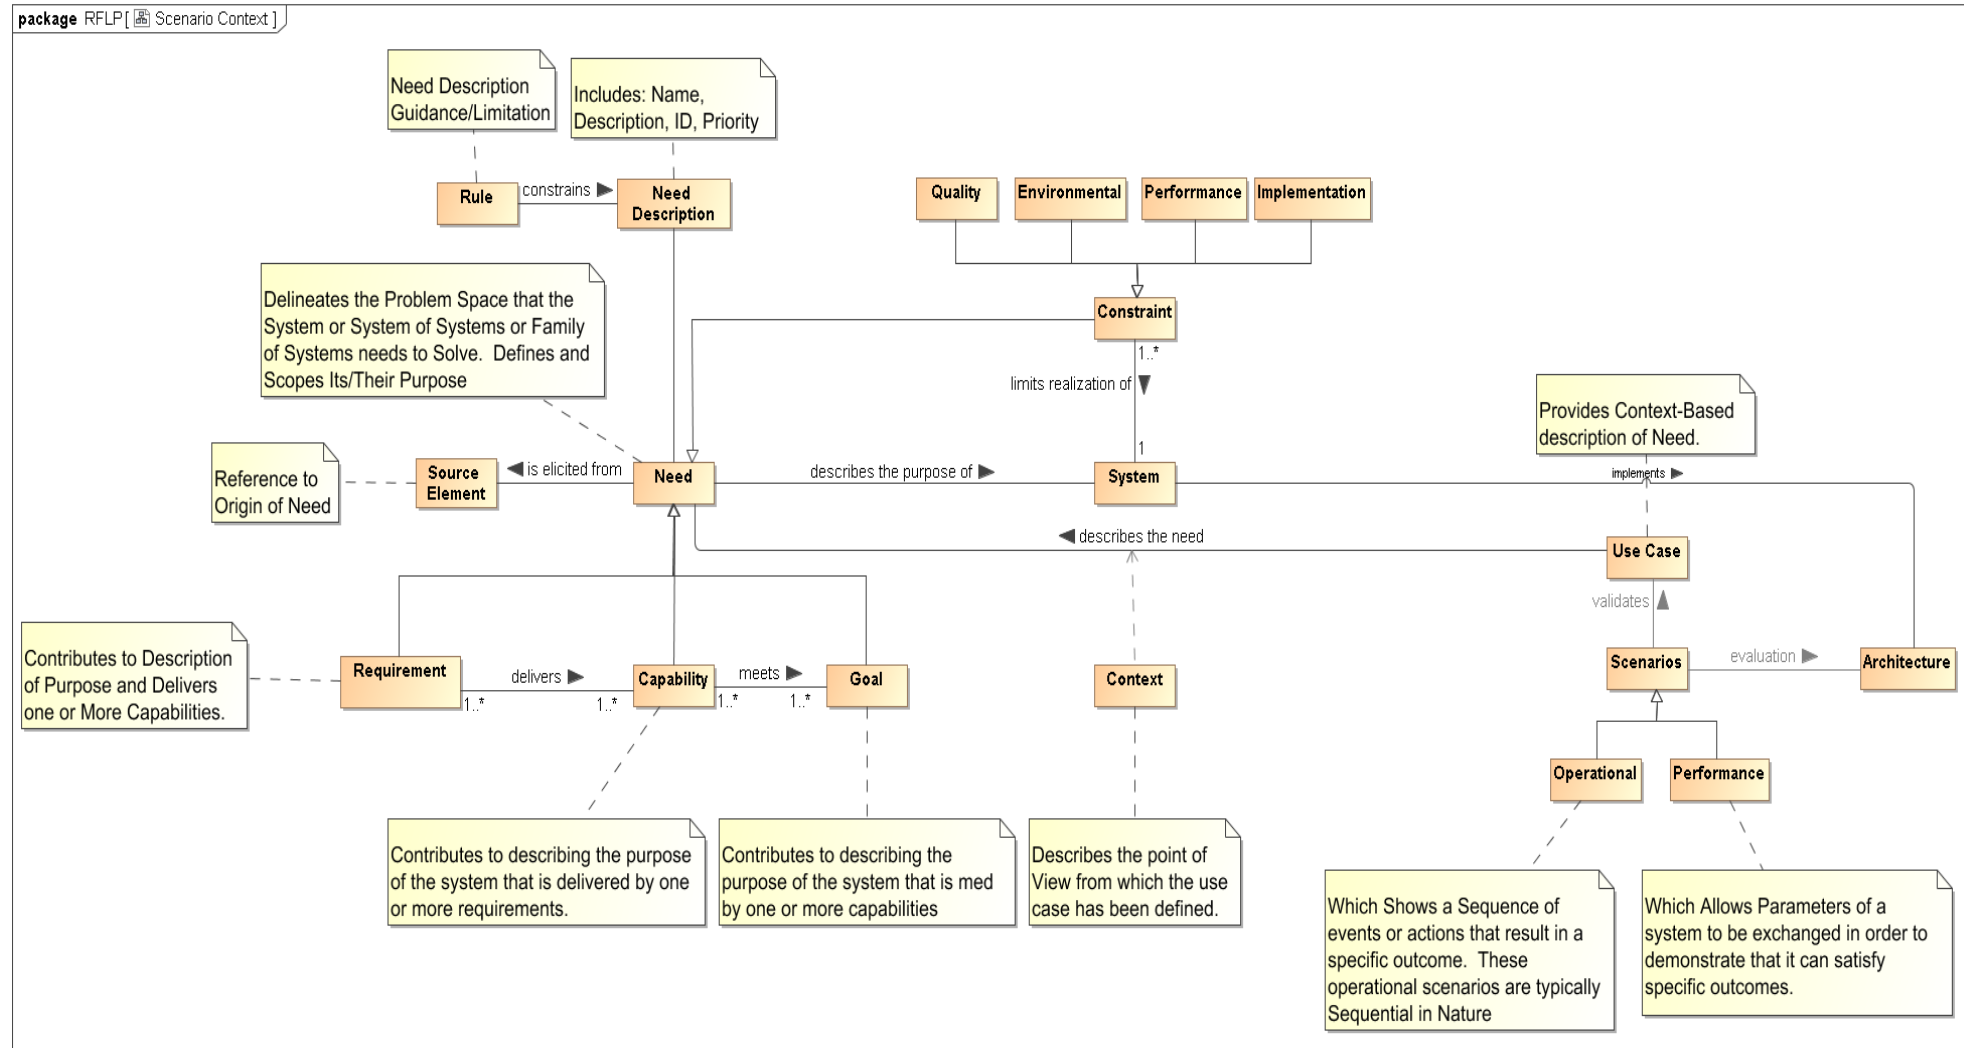 package RFLP[ Scenario Context ]
Need Description
Guidance/Limitation
Includes: Name,
Description, ID, Priority
Rule
constrains
Need
Description
Quality
Environmental
Perforrmance
Implementation
Delineates the Problem Space that the
System or System of Systems or Family
of Systems needs to Solve.  Defines and
Scopes Its/Their Purpose
Constraint
1..*
limits realization of
1
Provides Context-Based
description of Need.
Reference to
Origin of Need
Source
Element
is elicited from
Need
describes the purpose of
System
implements
describes the need
Use Case
validates
Contributes to Description
of Purpose and Delivers
one or More Capabilities.
Requirement
delivers
1..*
1..*
Capability
meets
1..*
1..*
Goal
Context
Scenarios
evaluation
Architecture
Operational
Performance
Contributes to describing the purpose
of the system that is delivered by one
or more requirements.
Contributes to describing the
purpose of the system that is med
by one or more capabilities
Describes the point of
View from which the use
case has been defined.
Which Shows a Sequence of
events or actions that result in a
specific outcome.  These
operational scenarios are typically
Sequential in Nature
Which Allows Parameters of a
system to be exchanged in order to
demonstrate that it can satisfy
specific outcomes.